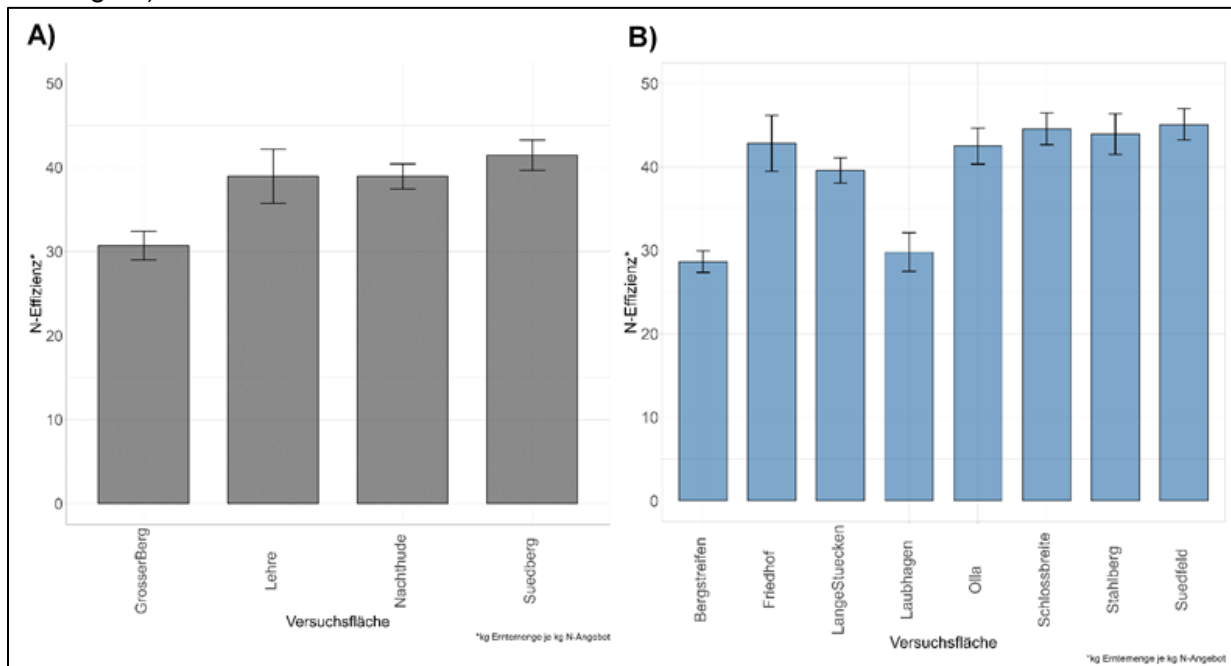 A)
50
40
30
20
10
0
N-Effizienz*
GrosserBerg
Lehre
Nachthude
Suedberg
Versuchsfläche
*kg Erntemenge je kg N-Angebot
B)
50
40
30
20
10
0
N-Effizienz*
Bergstreifen
Friedhof
LangeStuecken
Laubhagen
Olla
Schlossbreite
Stahlberg
Suedfeld
Versuchsfläche
*kg Erntemenge je kg N-Angebot